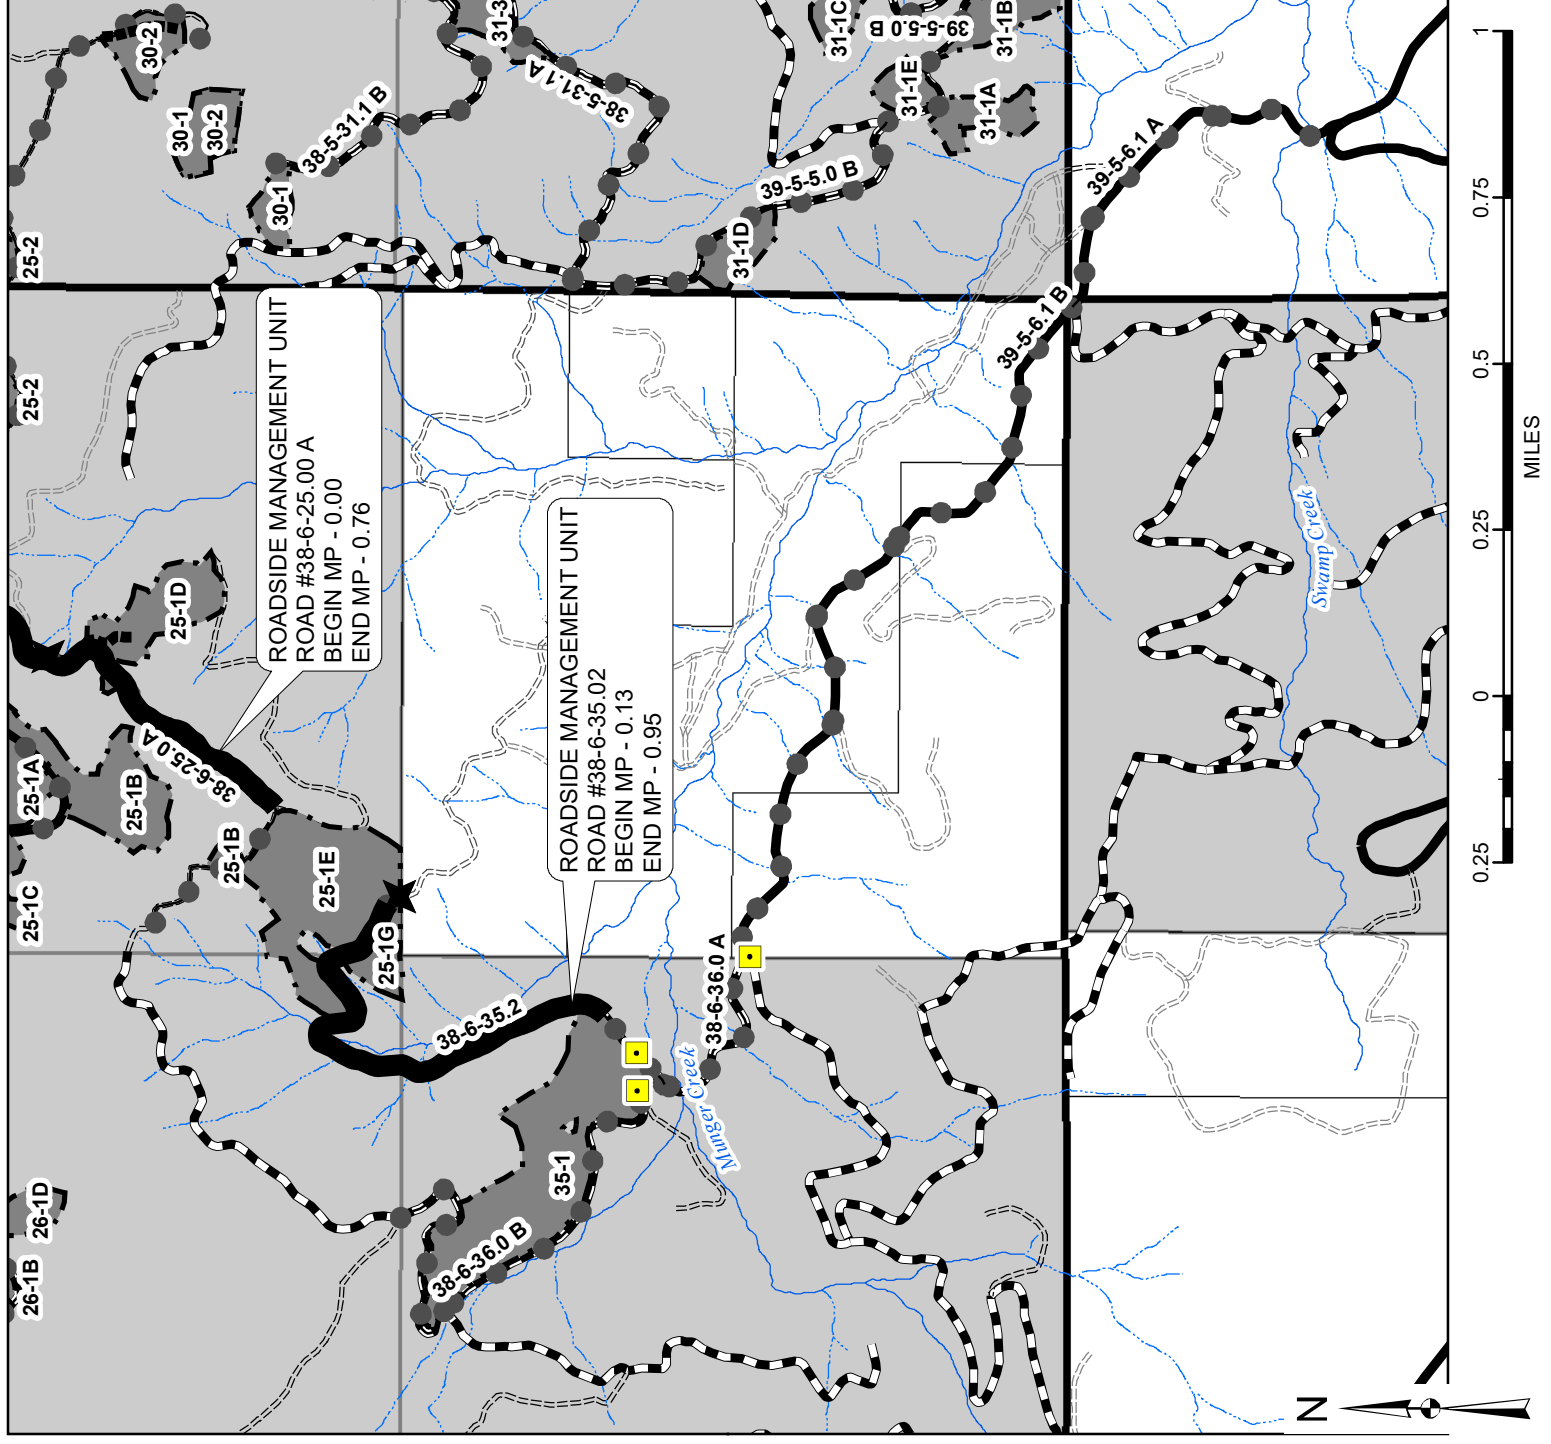 30-2
30-1
30-2
38-5-31.1 B
30-1
25-2
25-2
31-3
38-5-31.1 A
31-1C
39-5-5.0 B
31-1B
31-1E
31-1A
39-5-5.0 B
31-1D
39-5-6.1 A
39-5-6.1 B
ROADSIDE MANAGEMENT UNIT
ROAD #38-6-25.00 A
BEGIN MP - 0.00
END MP - 0.76
ROADSIDE MANAGEMENT UNIT
ROAD #38-6-35.02
BEGIN MP - 0.13
END MP - 0.95
25-1D
38-6-25.0 A
25-1A
25-1B
25-1B
25-1C
25-1E
25-1G
38-6-35.2
38-6-36.0 A
Munger Creek
Swamp Creek
35-1
38-6-36.0 B
26-1D
26-1B
N
0.25
0
0.25
0.5
0.75
1
MILES